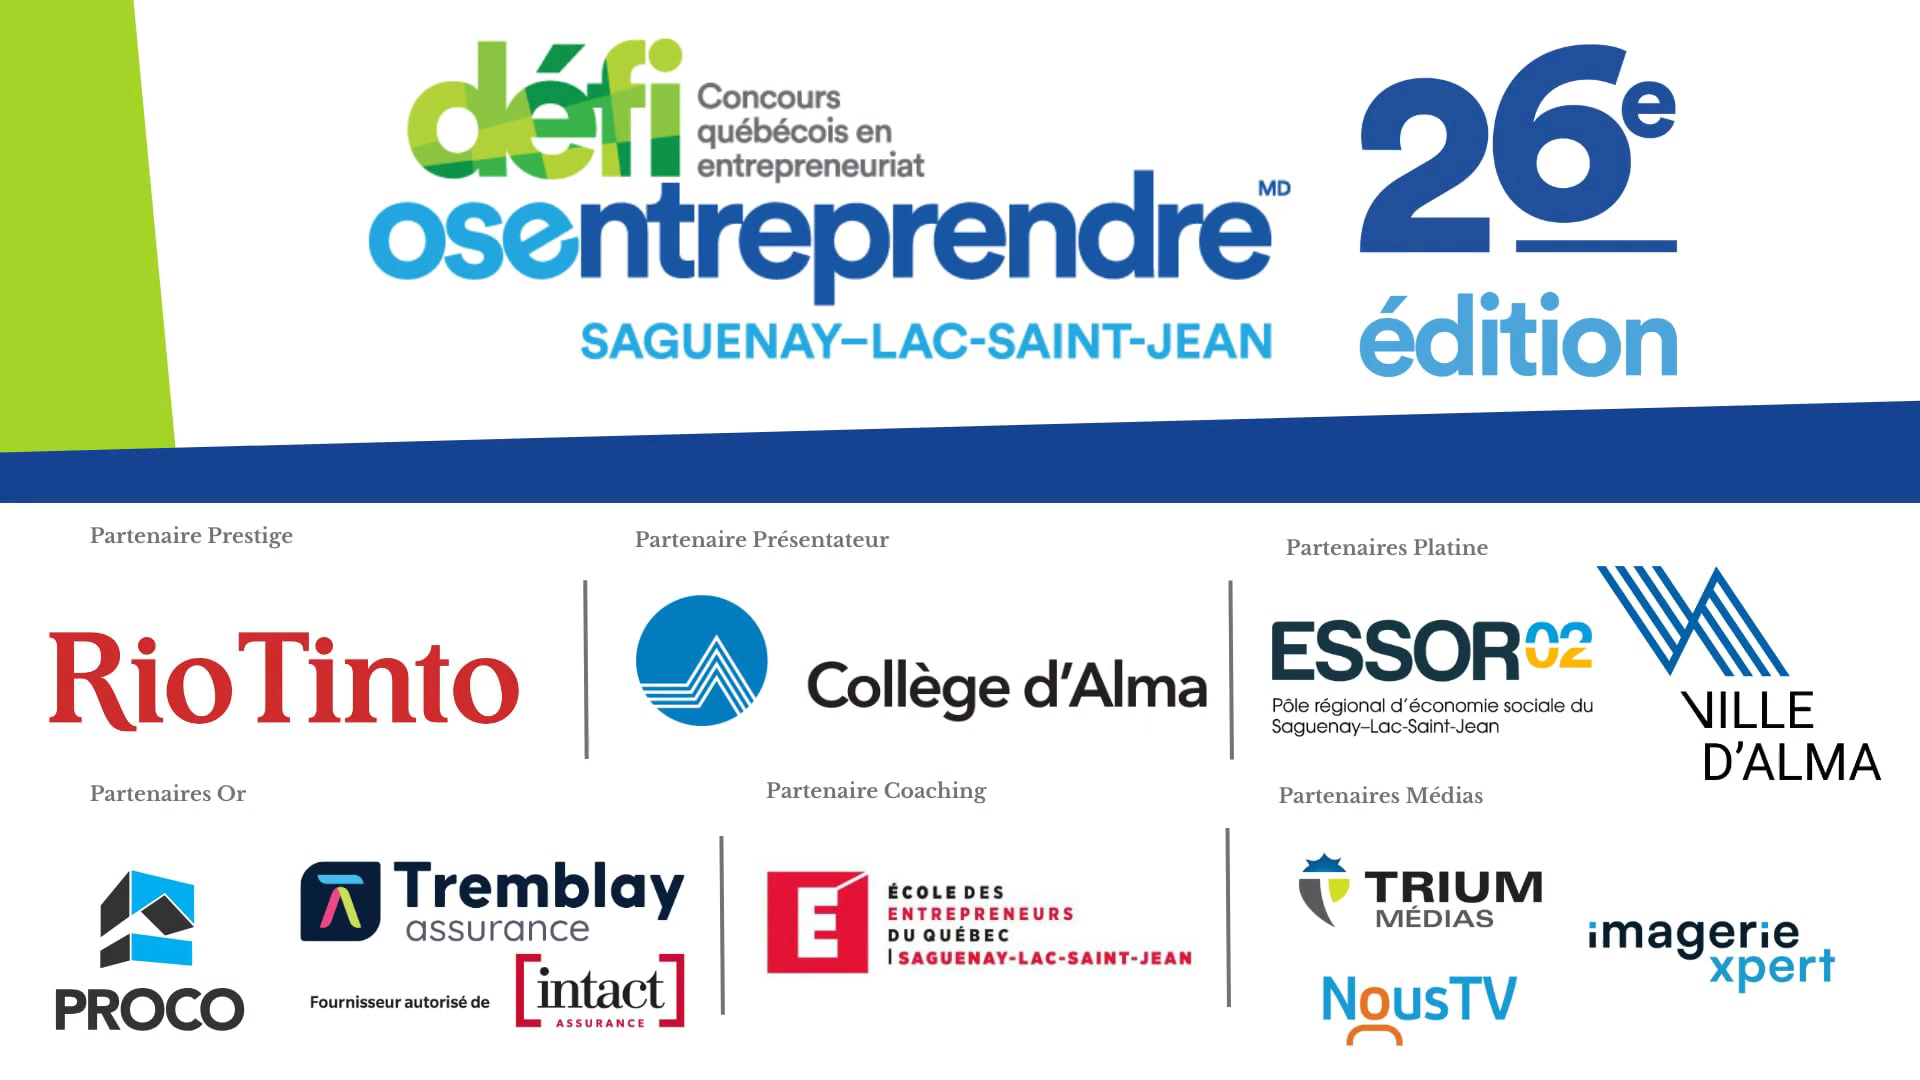 défi
Concours
québécois en
entrepreneuriat
osentreprendre MD
SAGUENAY–LAC-SAINT-JEAN
26e
édition
Partenaire Prestige
RioTinto
Partenaire Présentateur
Collège d'Alma
Partenaires Platine
ESSOR02
Pôle régional d'économie sociale du
Saguenay–Lac-Saint-Jean
VILLE
D'ALMA
Partenaires Or
PROCO
Tremblay
assurance
Fournisseur autorisé de
intact
ASSURANCE
Partenaire Coaching
E
ÉCOLE DES
ENTREPRENEURS
DU QUÉBEC
| SAGUENAY-LAC-SAINT-JEAN
Partenaires Médias
TRIUM
MÉDIAS
NousTV
imagerie
xpert